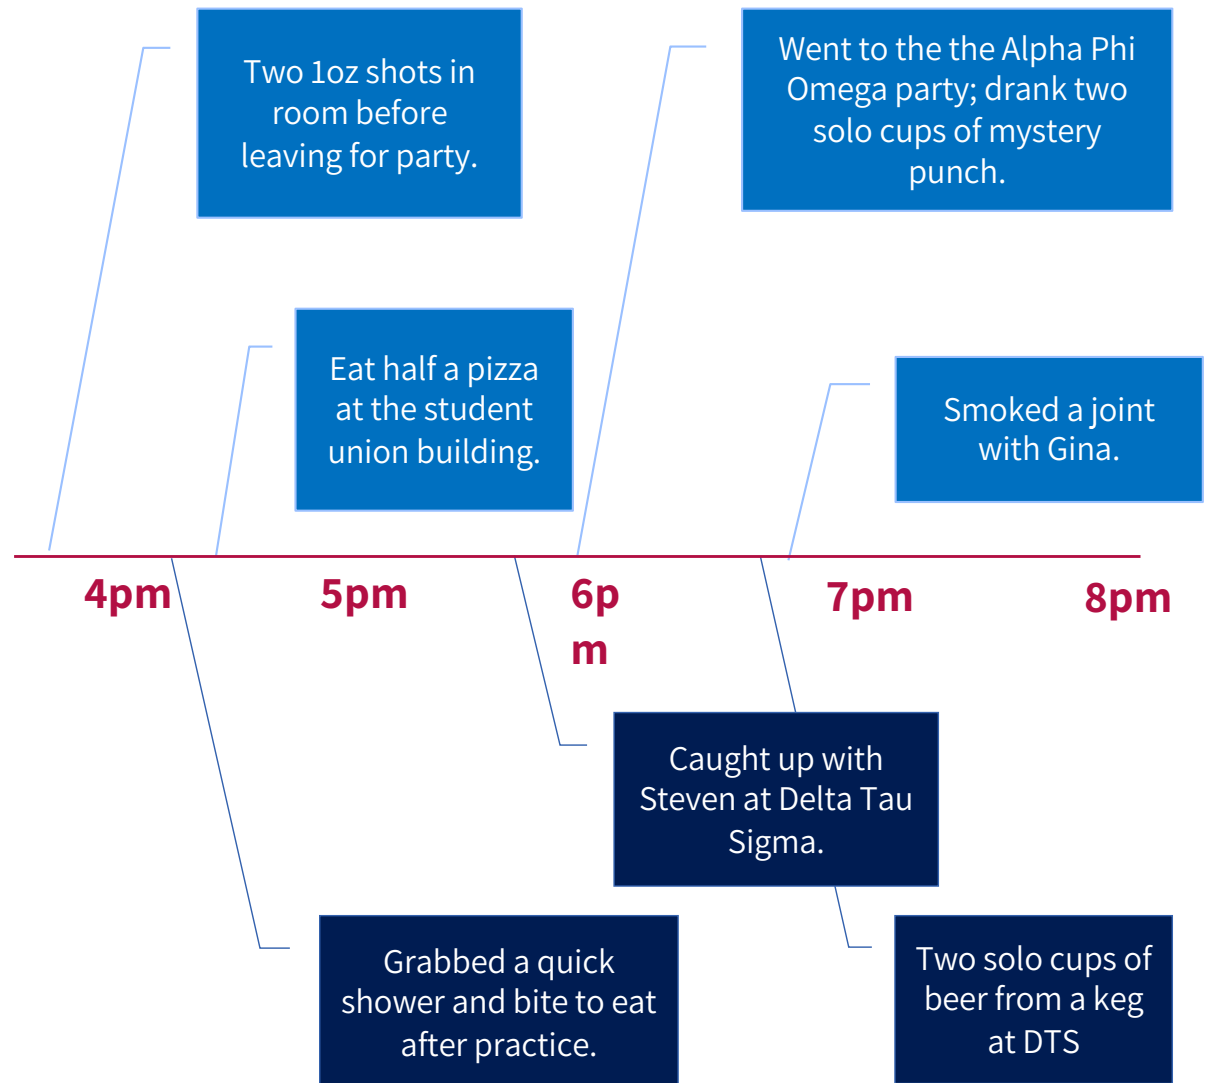 Two 1oz shots in
room before
leaving for party.
Went to the the Alpha Phi
Omega party; drank two
solo cups of mystery
punch.
Eat half a pizza
at the student
union building.
Smoked a joint
with Gina.
4pm
5pm
6p
m
7pm
8pm
Caught up with
Steven at Delta Tau
Sigma.
Grabbed a quick
shower and bite to eat
after practice.
Two solo cups of
beer from a keg
at DTS